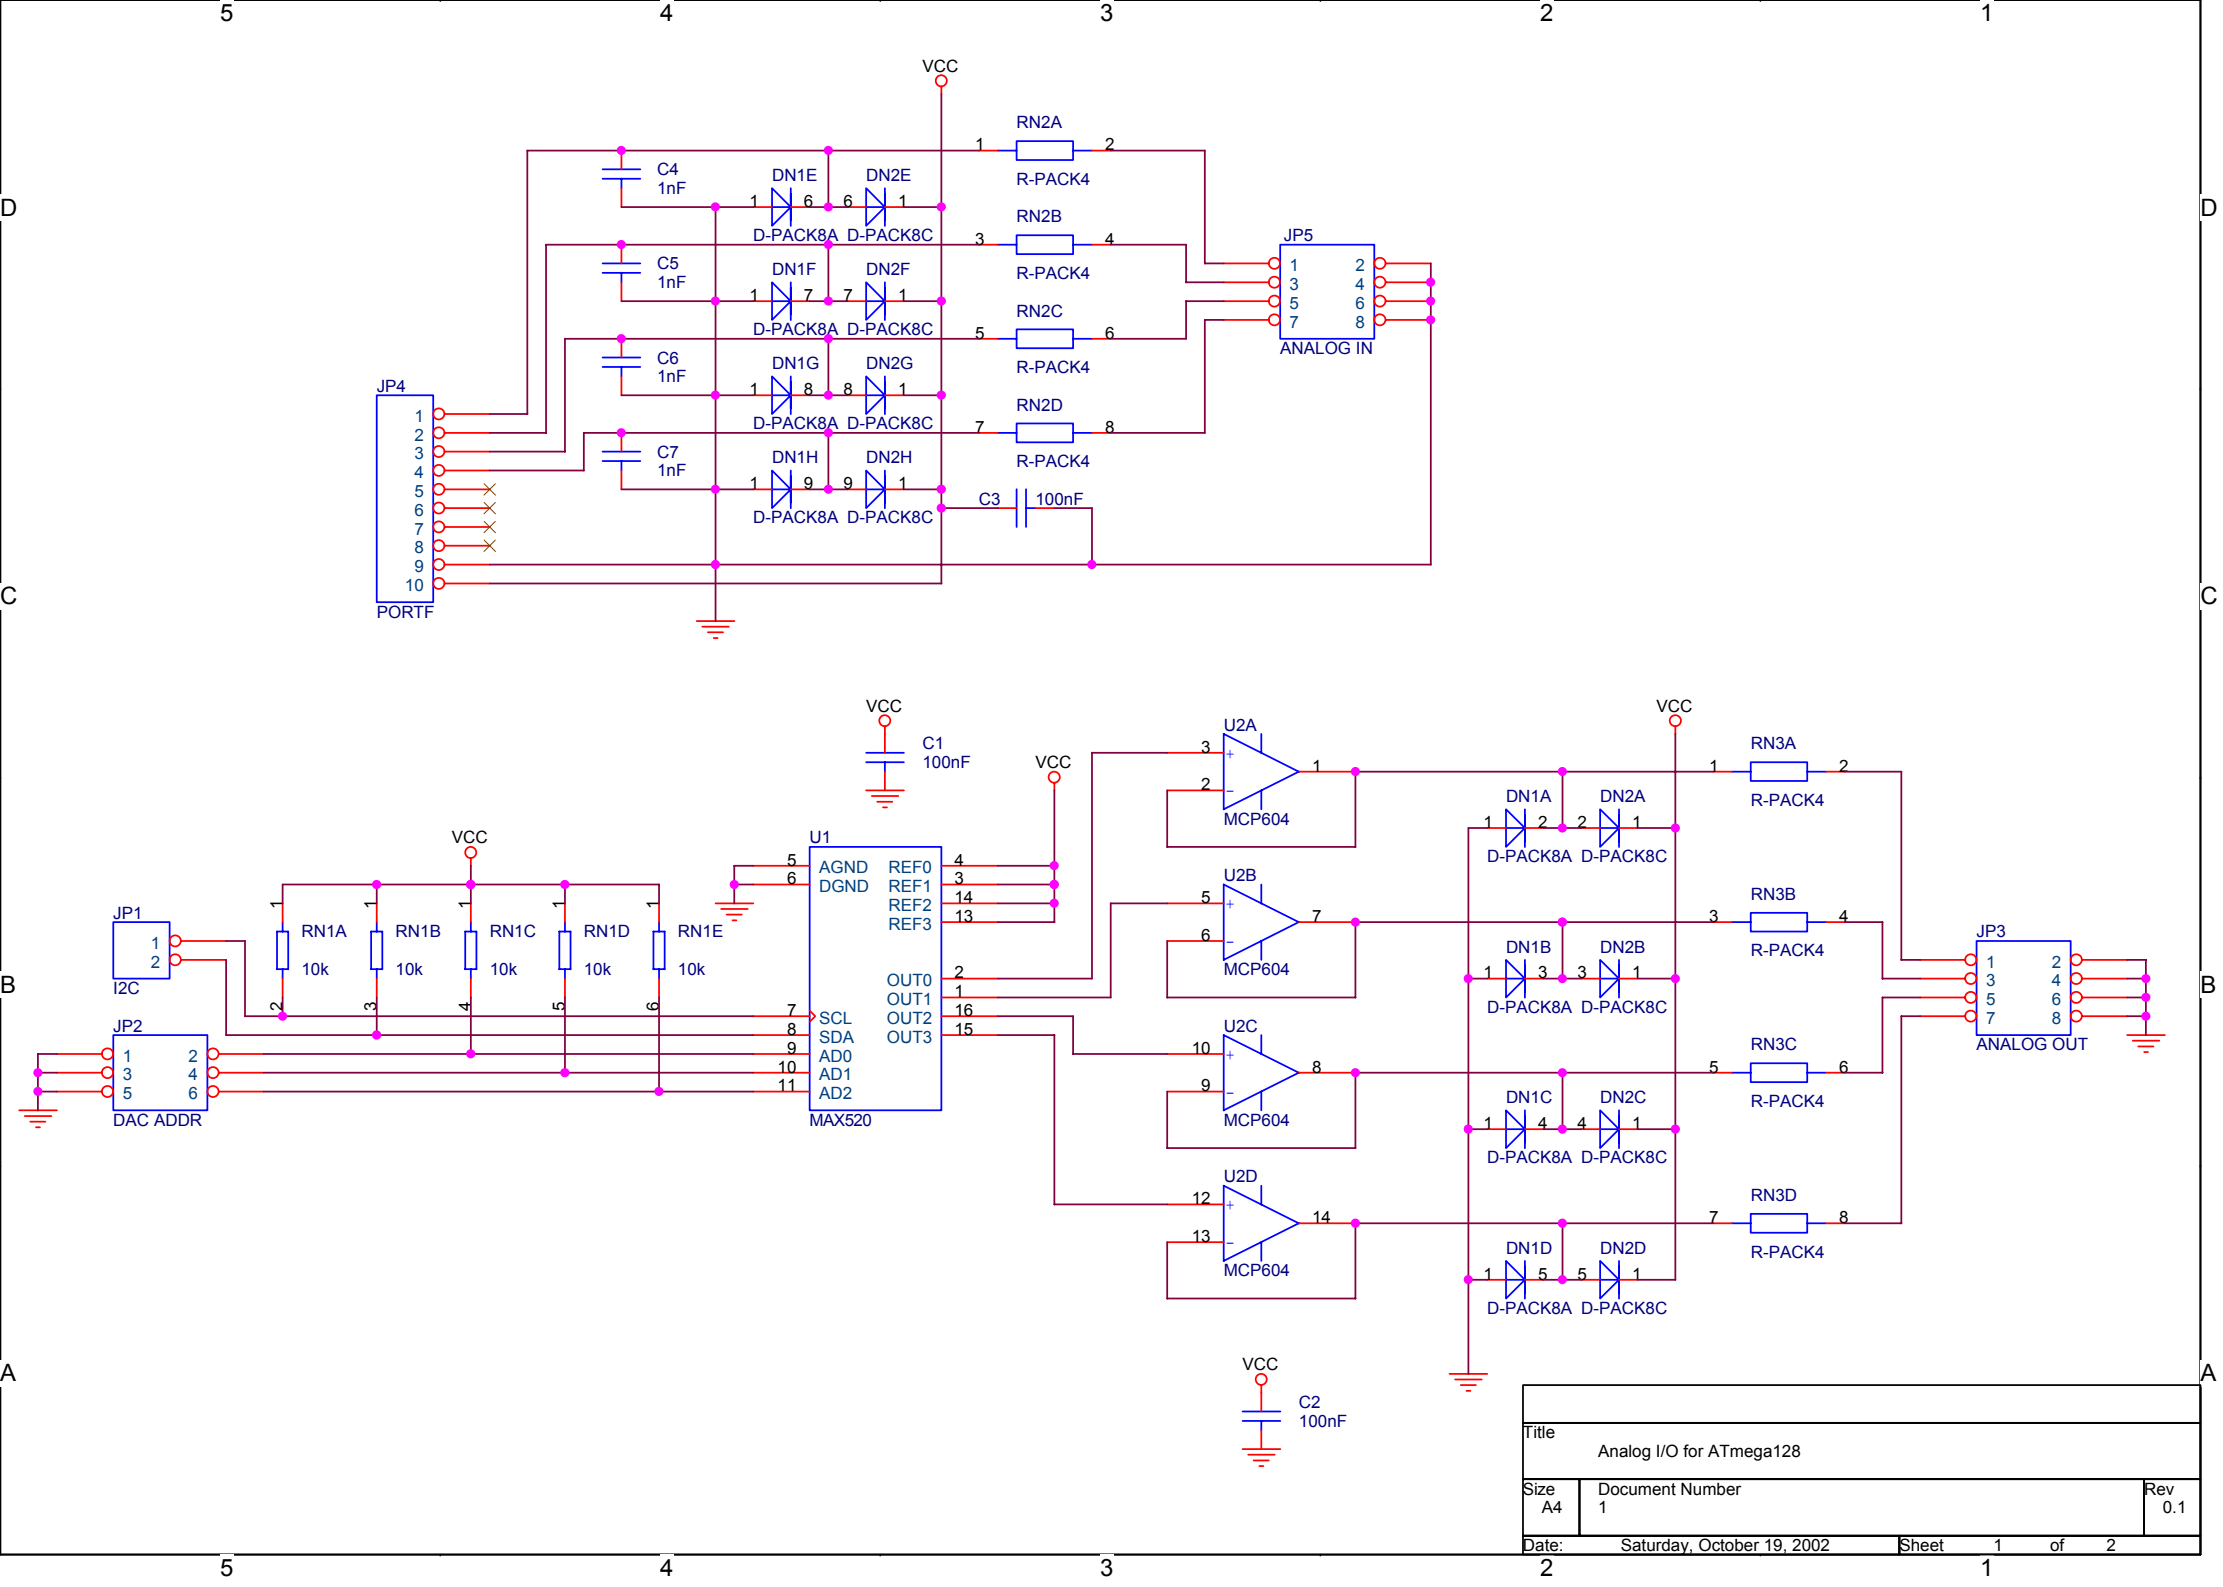 5 4 3 2 1
VCC
RN2A
1 2
R-PACK4
C4
1nF
DN1E DN2E
1 6 6 1
D-PACK8A D-PACK8C
D D
RN2B
3 4
R-PACK4
C5
1nF
DN1F DN2F
1 7 7 1
D-PACK8A D-PACK8C
RN2C
5 6
R-PACK4
C6
1nF
DN1G DN2G
1 8 8 1
D-PACK8A D-PACK8C
RN2D
7 8
R-PACK4
C7
1nF
DN1H DN2H
1 9 9 1
D-PACK8A D-PACK8C
C3 100nF
JP5
1 2
3 4
5 6
7 8
ANALOG IN
JP4
1
2
3
4
5
6
7
8
9
10
PORTF
C C
VCC
C1
100nF
VCC
VCC
JP1
1
2
I2C
1 1 1 1 1
RN1A RN1B RN1C RN1D RN1E
10k 10k 10k 10k 10k
2 3 4 5 6
JP2
1 2
3 4
5 6
DAC ADDR
U1
5 AGND REF0 4
6 DGND REF1 3
REF2 14
REF3 13
OUT0 2
OUT1 1
7 SCL OUT2 16
8 SDA OUT3 15
9 AD0
10 AD1
11 AD2
MAX520
VCC
U2A
3 +
2 -
1
MCP604
RN3A
1 2
R-PACK4
DN1A DN2A
1 2 2 1
D-PACK8A D-PACK8C
U2B
5 +
6 -
7
MCP604
RN3B
3 4
R-PACK4
DN1B DN2B
1 3 3 1
D-PACK8A D-PACK8C
B B
U2C
10 +
9 -
8
MCP604
RN3C
5 6
R-PACK4
DN1C DN2C
1 4 4 1
D-PACK8A D-PACK8C
U2D
12 +
13 -
14
MCP604
RN3D
7 8
R-PACK4
DN1D DN2D
1 5 5 1
D-PACK8A D-PACK8C
JP3
1 2
3 4
5 6
7 8
ANALOG OUT
VCC
C2
100nF
A A
Title
Analog I/O for ATmega128
Size Document Number Rev
A4 1 0.1
Date: Saturday, October 19, 2002 Sheet 1 of 2
5 4 3 2 1